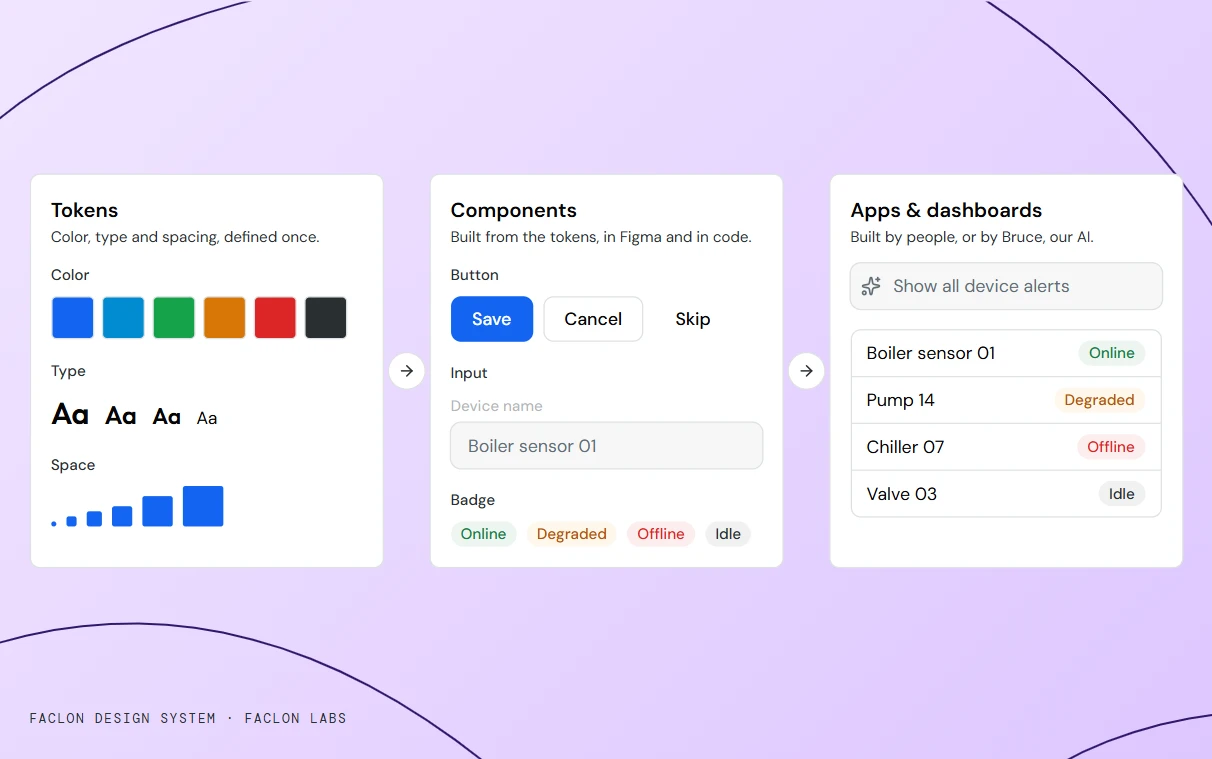 Tokens
Color, type and spacing, defined once.
Color
Type
Aa Aa Aa Aa
Space
Components
Built from the tokens, in Figma and in code.
Button
Save Cancel Skip
Input
Device name
Boiler sensor 01
Badge
Online Degraded Offline Idle
Apps & dashboards
Built by people, or by Bruce, our AI.
Show all device alerts
Boiler sensor 01 Online
Pump 14 Degraded
Chiller 07 Offline
Valve 03 Idle
FACLON DESIGN SYSTEM · FACLON LABS